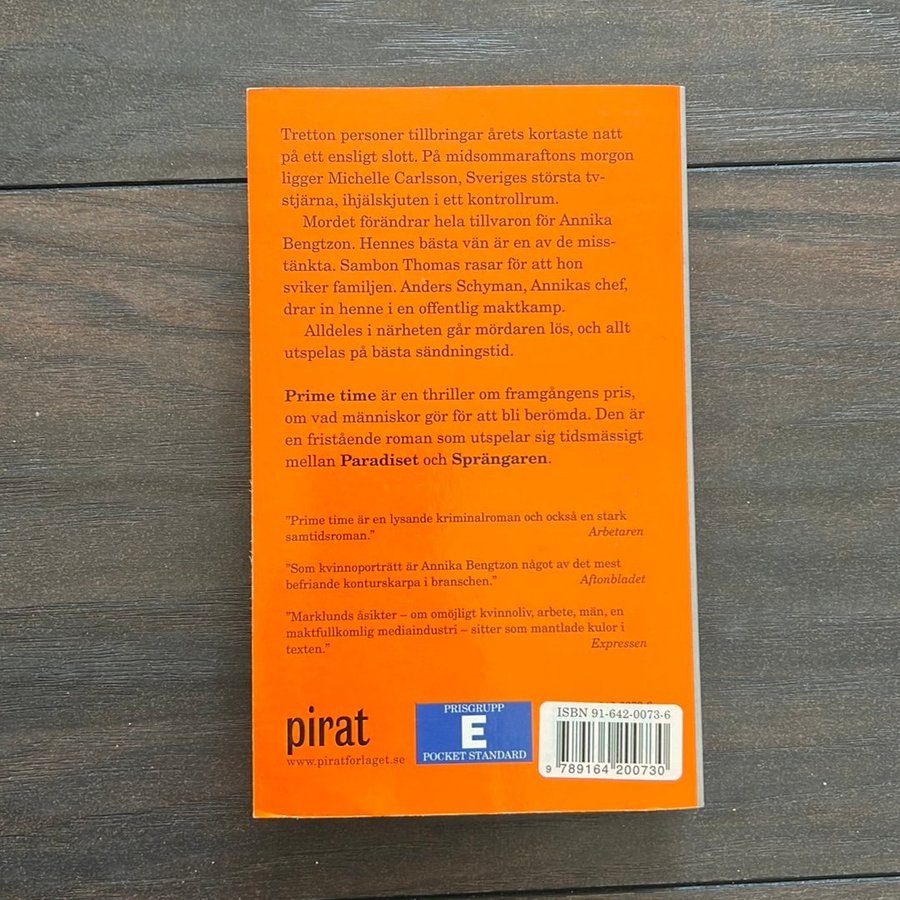 Tretton personer tillbringar årets kortaste natt
på ett ensligt slott. På midsommaraftons morgon
ligger Michelle Carlsson, Sveriges största tv-
stjärna, ihjälskjuten i ett kontrollrum.
Mordet förändrar hela tillvaron för Annika
Bengtzon. Hennes bästa vän är en av de miss-
tänkta. Sambon Thomas rasar för att hon
sviker familjen. Anders Schyman, Annikas chef,
drar in henne i en offentlig maktkamp.
Alldeles i närheten går mördaren lös, och allt
utspelas på bästa sändningstid.
Prime time är en thriller om framgångens pris,
om vad människor gör för att bli berömda. Den är
en fristående roman som utspelar sig tidsmässigt
mellan Paradiset och Sprängaren.
"Prime time är en lysande kriminalroman och också en stark
samtidsroman." Arbetaren
"Som kvinnoporträtt är Annika Bengtzon något av det mest
befriande konturskarpa i branschen." Aftonbladet
"Marklunds åsikter – om omöjligt kvinnoliv, arbete, män, en
maktfullkomlig mediaindustri – sitter som mantlade kulor i
texten." Expressen
pirat
www.piratforlaget.se
PRISGRUPP
E
POCKET STANDARD
ISBN 91-642-0073-6
9 789164 200730